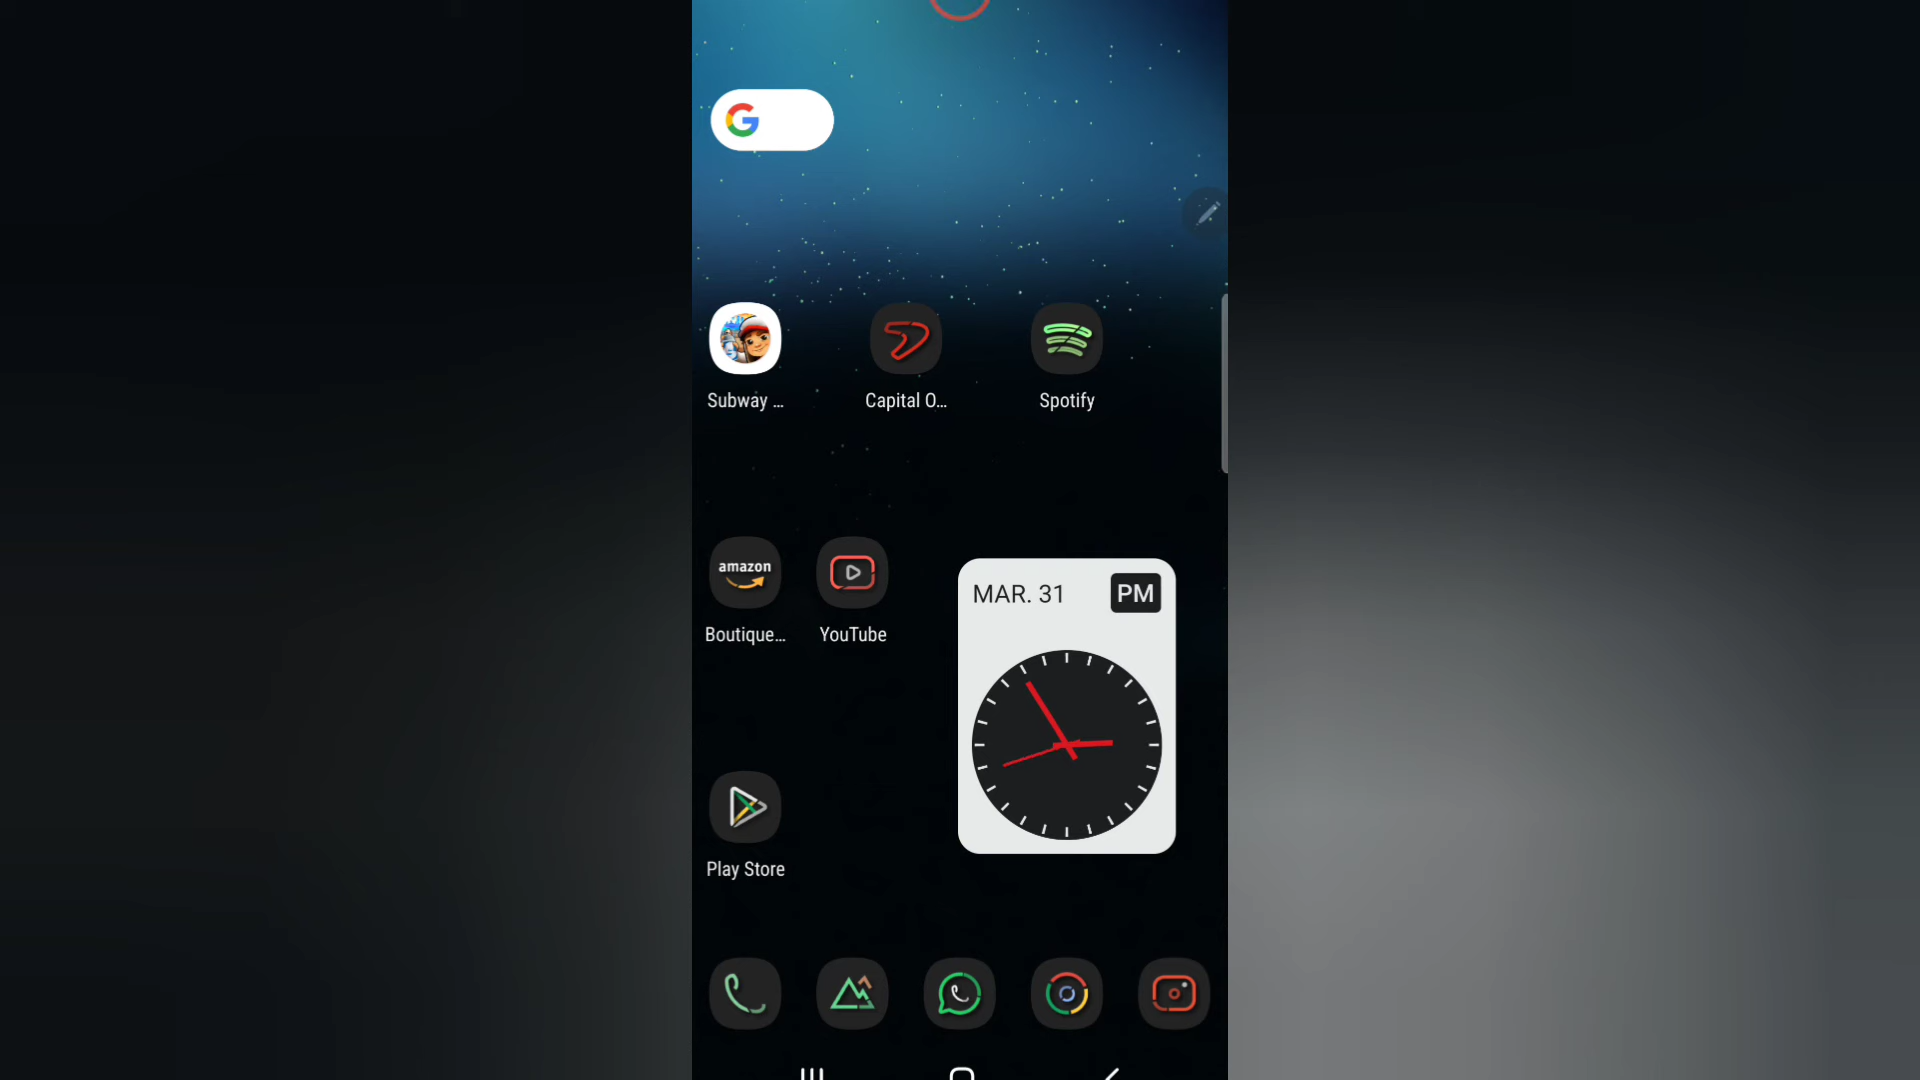 Subway ...
Capital O...
Spotify
amazon
Boutique...
YouTube
MAR. 31
PM
Play Store